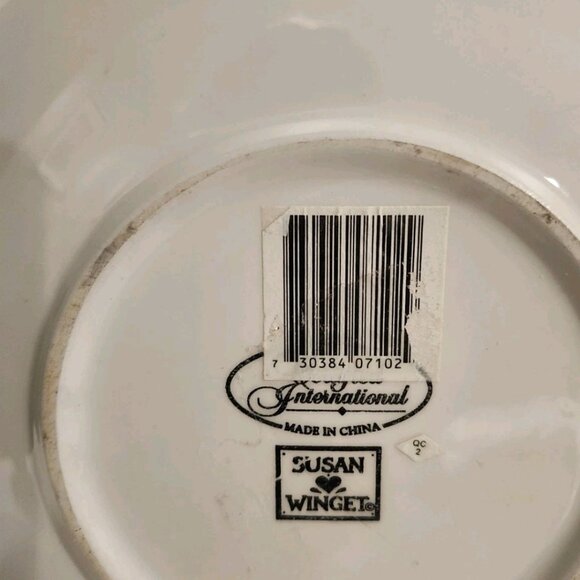 7 30384 07102
International
MADE IN CHINA
QC
2
SUSAN
WINGET©